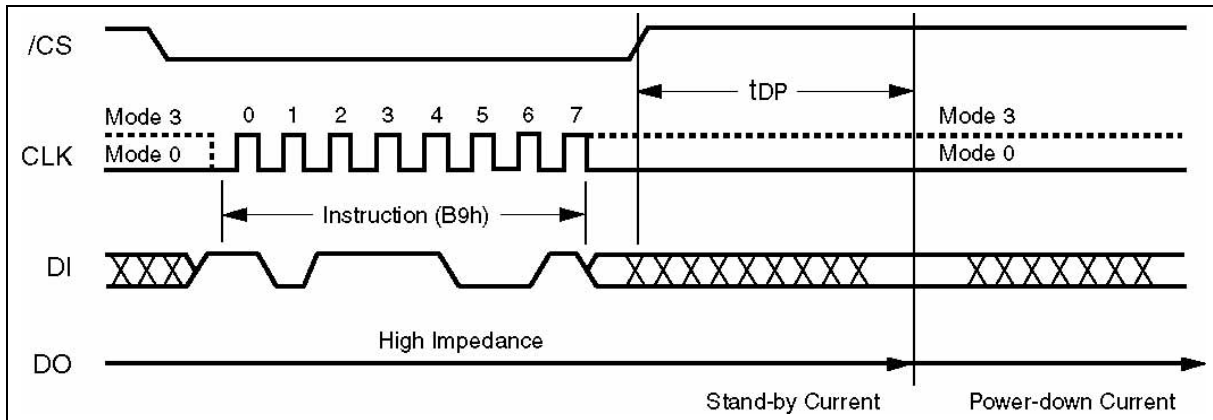 /CS
tDP
Mode 3 0 1 2 3 4 5 6 7 Mode 3
CLK Mode 0 Mode 0
Instruction (B9h)
DI
High Impedance
DO
Stand-by Current Power-down Current